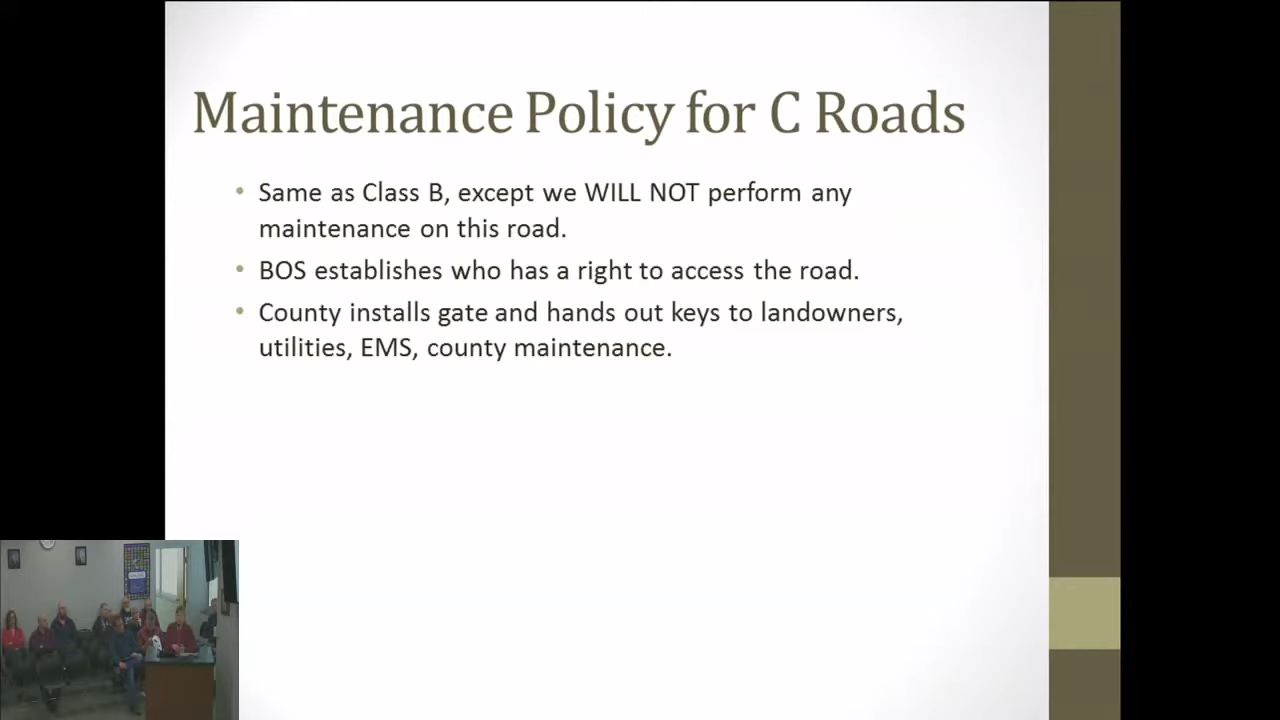 Maintenance Policy for C Roads
• Same as Class B, except we WILL NOT perform any
maintenance on this road.
• BOS establishes who has a right to access the road.
• County installs gate and hands out keys to landowners,
utilities, EMS, county maintenance.